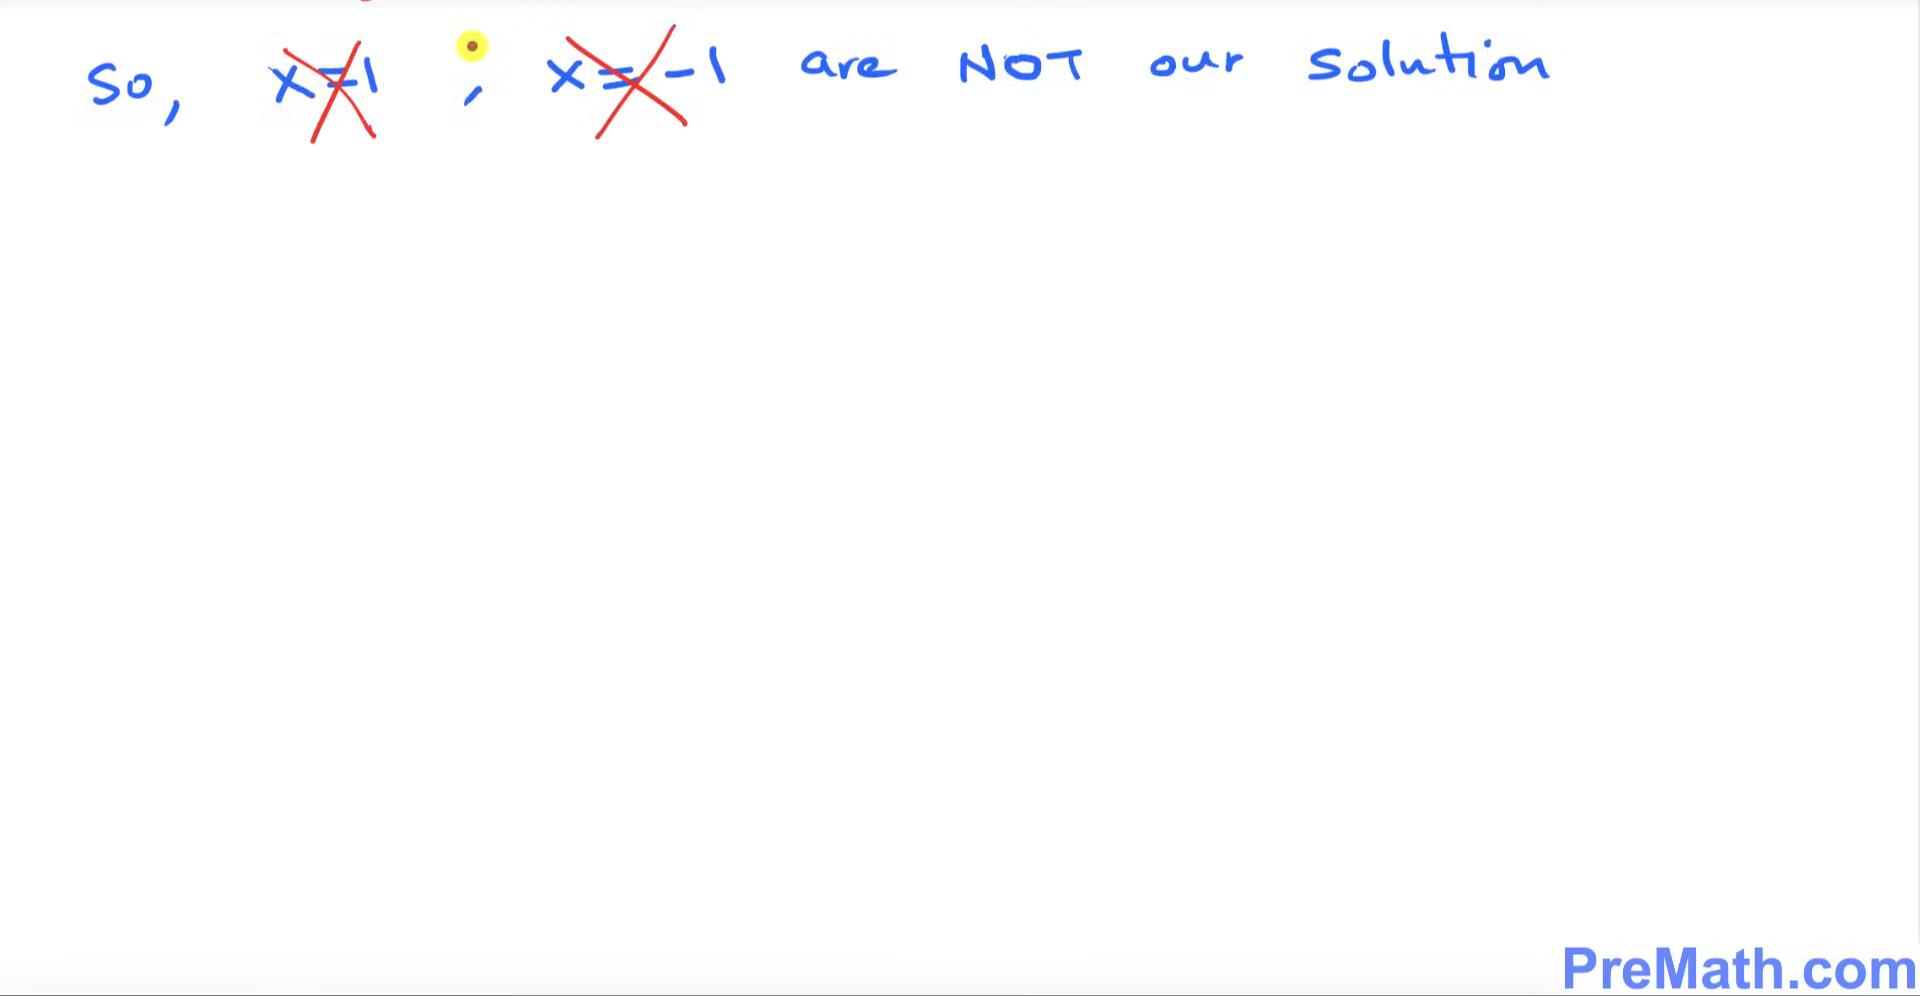 So, x=1 , x=-1 are NOT our solution
PreMath.com